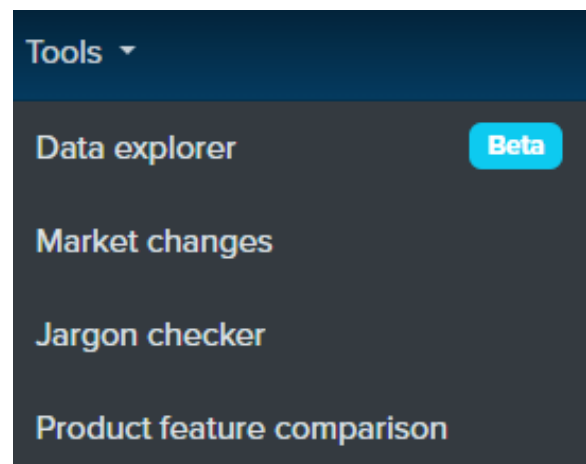 Tools
Data explorer Beta
Market changes
Jargon checker
Product feature comparison